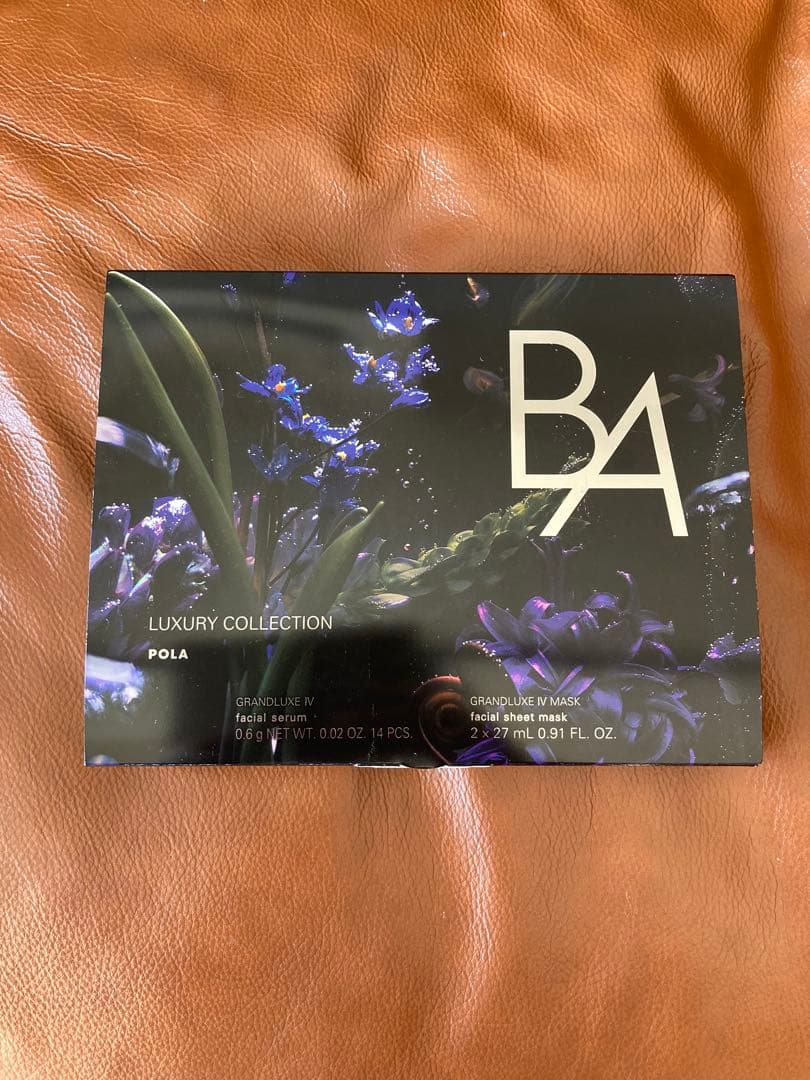 BA
LUXURY COLLECTION
POLA
GRANDLUXE IV
facial serum
0.6 g NET WT. 0.02 OZ. 14 PCS.
GRANDLUXE IV MASK
facial sheet mask
2 × 27 mL 0.91 FL. OZ.